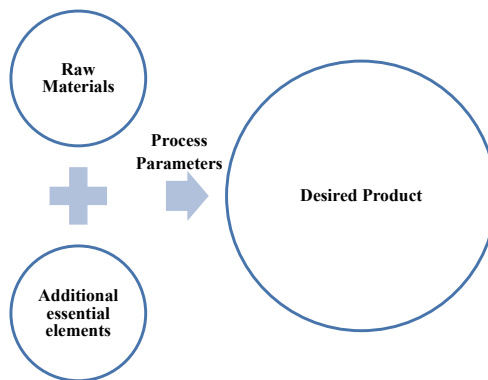 Raw
Materials
Process
Parameters
Desired Product
Additional
essential
elements